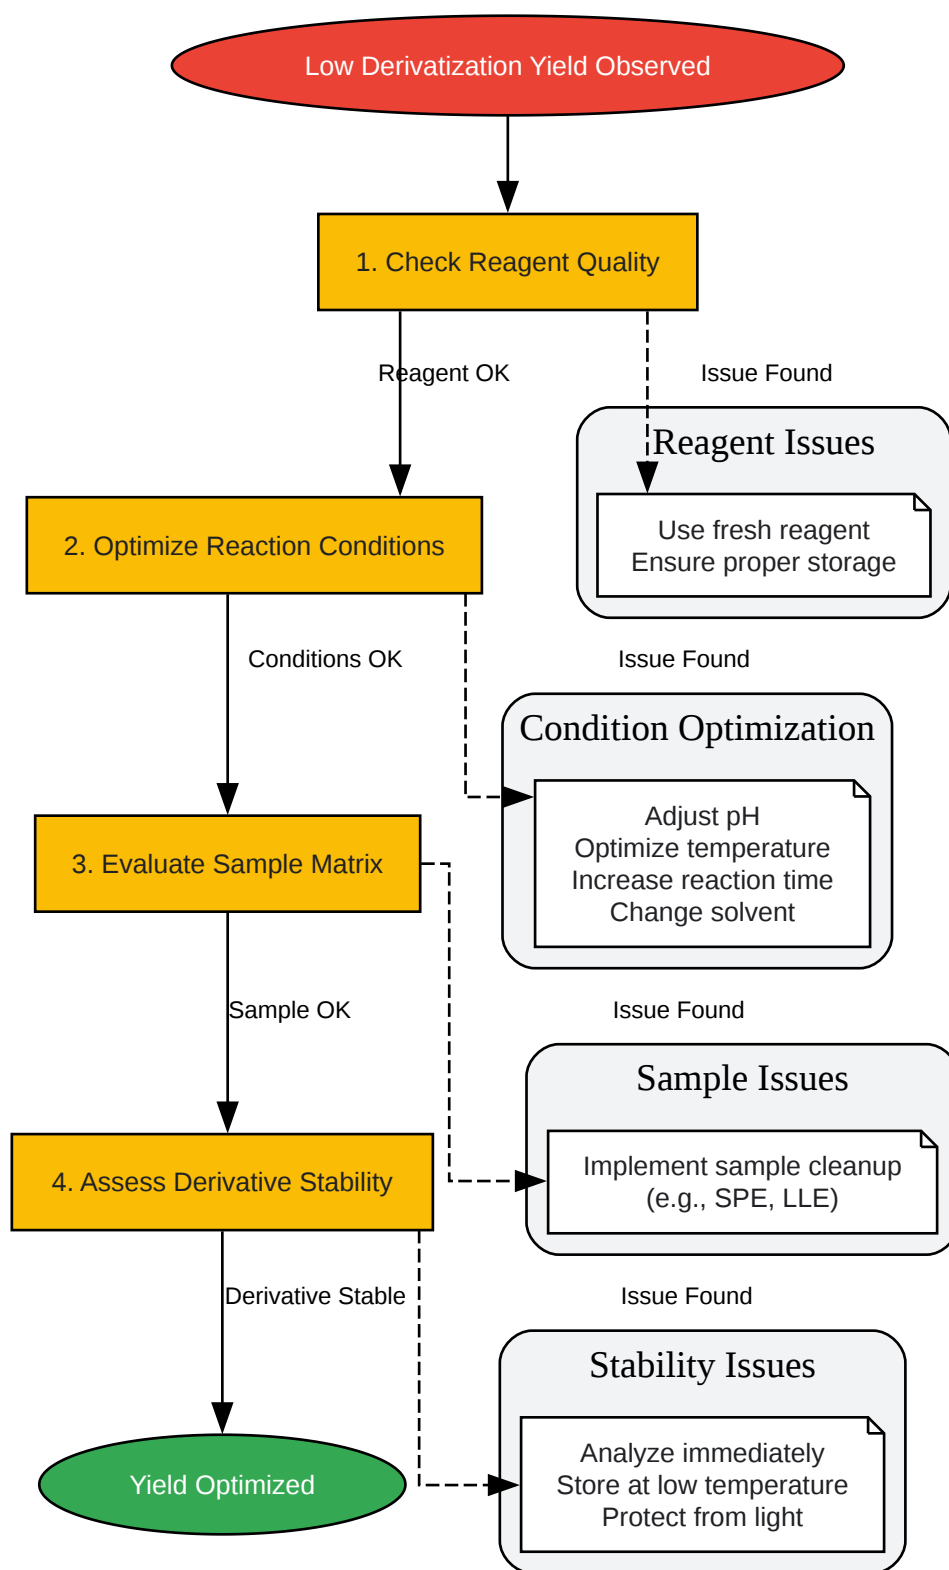 Low Derivatization Yield Observed
1. Check Reagent Quality
Reagent OK
Issue Found
Reagent Issues
Use fresh reagent
Ensure proper storage
2. Optimize Reaction Conditions
Conditions OK
Issue Found
Condition Optimization
Adjust pH
Optimize temperature
Increase reaction time
Change solvent
3. Evaluate Sample Matrix
Sample OK
Issue Found
Sample Issues
Implement sample cleanup
(e.g., SPE, LLE)
4. Assess Derivative Stability
Derivative Stable
Issue Found
Stability Issues
Analyze immediately
Store at low temperature
Protect from light
Yield Optimized